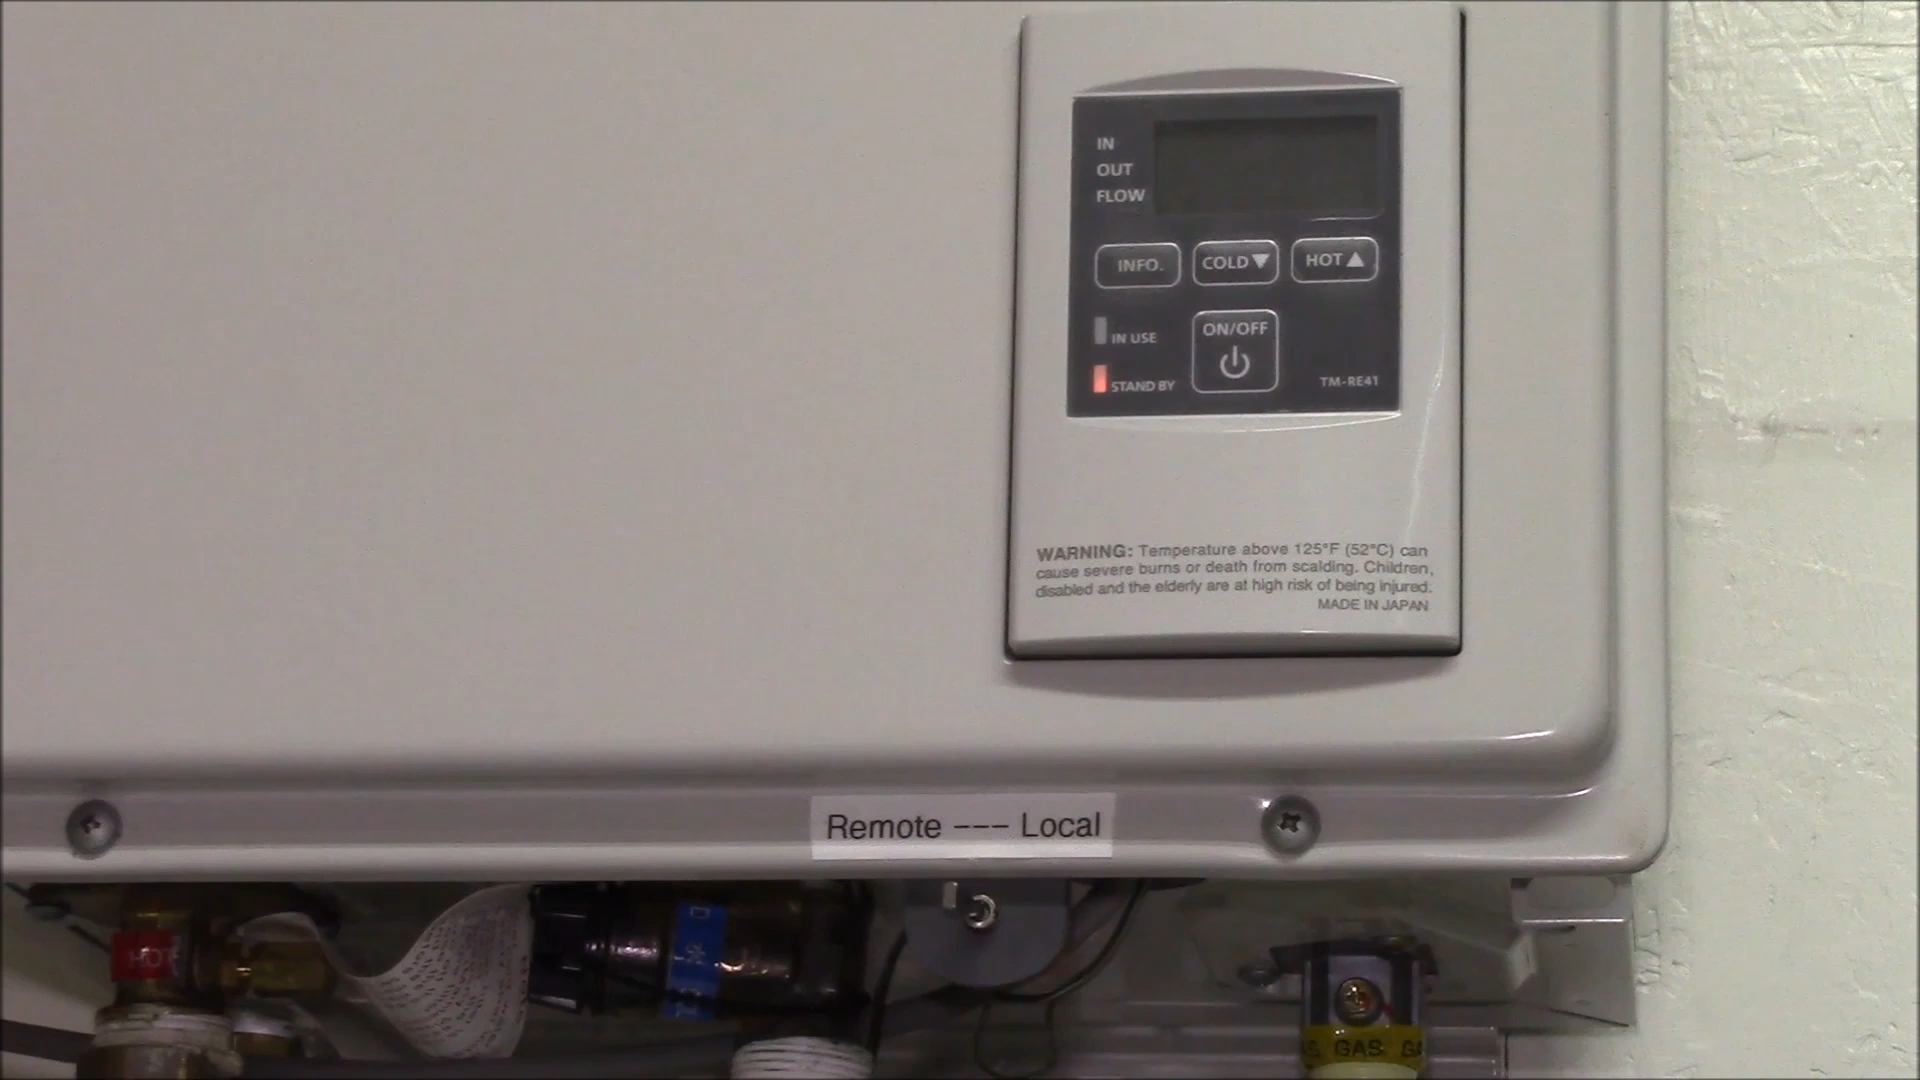 IN
OUT
FLOW
INFO.
COLD▼
HOT▲
IN USE
ON/OFF
STAND BY
TM-RE41
WARNING: Temperature above 125°F (52°C) can
cause severe burns or death from scalding. Children,
disabled and the elderly are at high risk of being injured.
MADE IN JAPAN
Remote --- Local
HOT
GAS